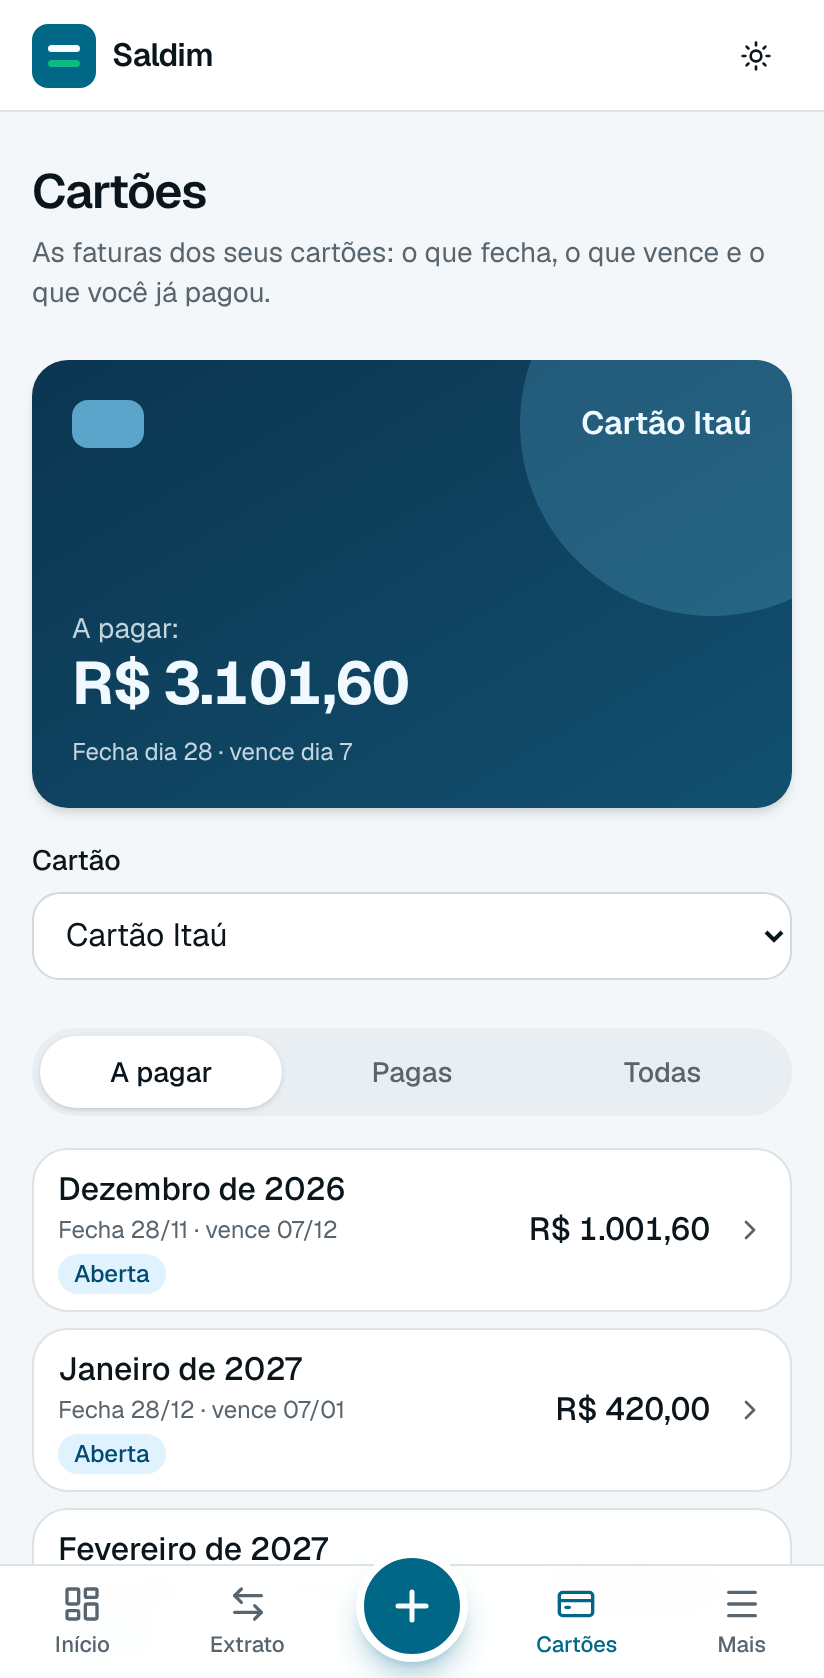 Saldim
Cartões
As faturas dos seus cartões: o que fecha, o que vence e o
que você já pagou.
Cartão Itaú
A pagar:
R$ 3.101,60
Fecha dia 28 · vence dia 7
Cartão
Cartão Itaú
A pagar
Pagas
Todas
Dezembro de 2026
Fecha 28/11 · vence 07/12
R$ 1.001,60
Aberta
Janeiro de 2027
Fecha 28/12 · vence 07/01
R$ 420,00
Aberta
Fevereiro de 2027
Início
Extrato
Cartões
Mais